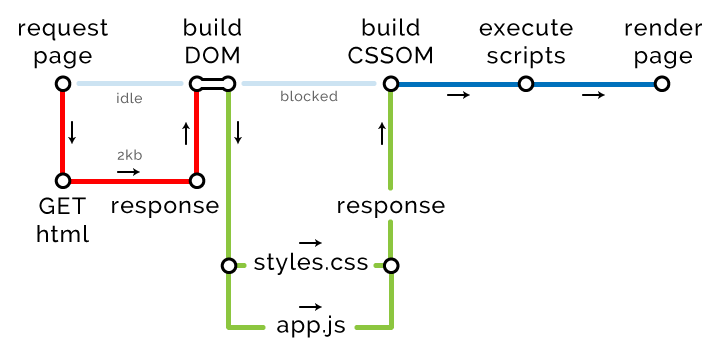 request
page
build
DOM
build
CSSOM
execute
scripts
render
page
idle
blocked
2kb
GET
html
response
response
styles.css
app.js